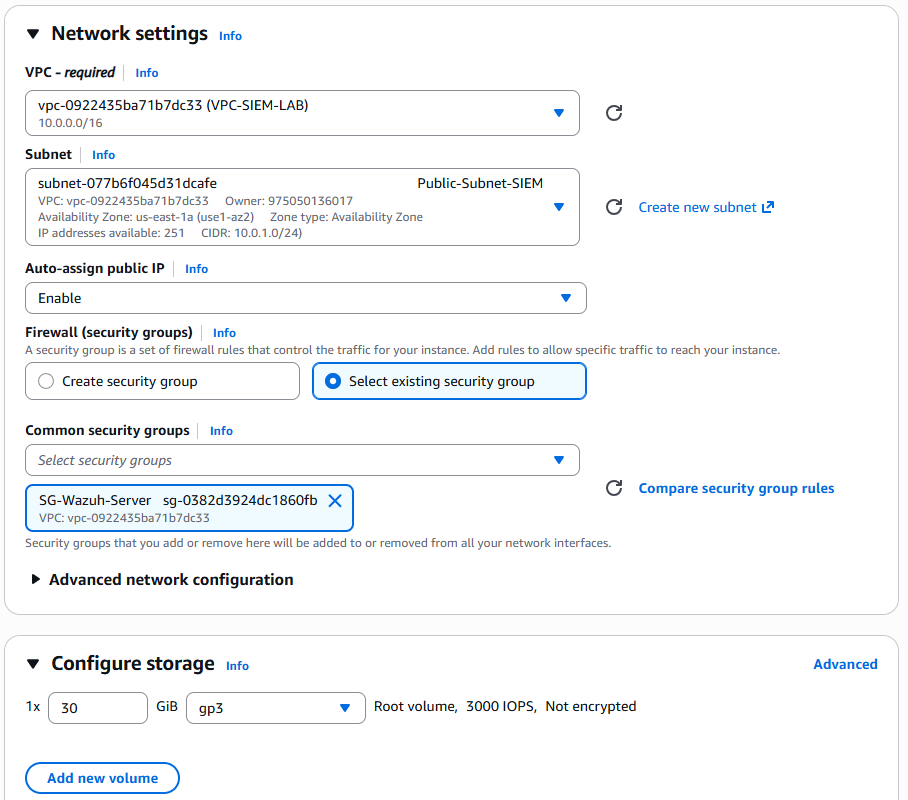 Network settings Info
VPC - required Info
vpc-0922435ba71b7dc33 (VPC-SIEM-LAB)
10.0.0.0/16
Subnet Info
subnet-077b6f045d31dcafe Public-Subnet-SIEM
VPC: vpc-0922435ba71b7dc33 Owner: 975050136017
Availability Zone: us-east-1a (use1-az2) Zone type: Availability Zone
IP addresses available: 251 CIDR: 10.0.1.0/24)
Create new subnet
Auto-assign public IP Info
Enable
Firewall (security groups) Info
A security group is a set of firewall rules that control the traffic for your instance. Add rules to allow specific traffic to reach your instance.
Create security group Select existing security group
Common security groups Info
Select security groups
SG-Wazuh-Server sg-0382d3924dc1860fb
VPC: vpc-0922435ba71b7dc33
Compare security group rules
Security groups that you add or remove here will be added to or removed from all your network interfaces.
Advanced network configuration
Configure storage Info Advanced
1x 30 GiB gp3 Root volume, 3000 IOPS, Not encrypted
Add new volume